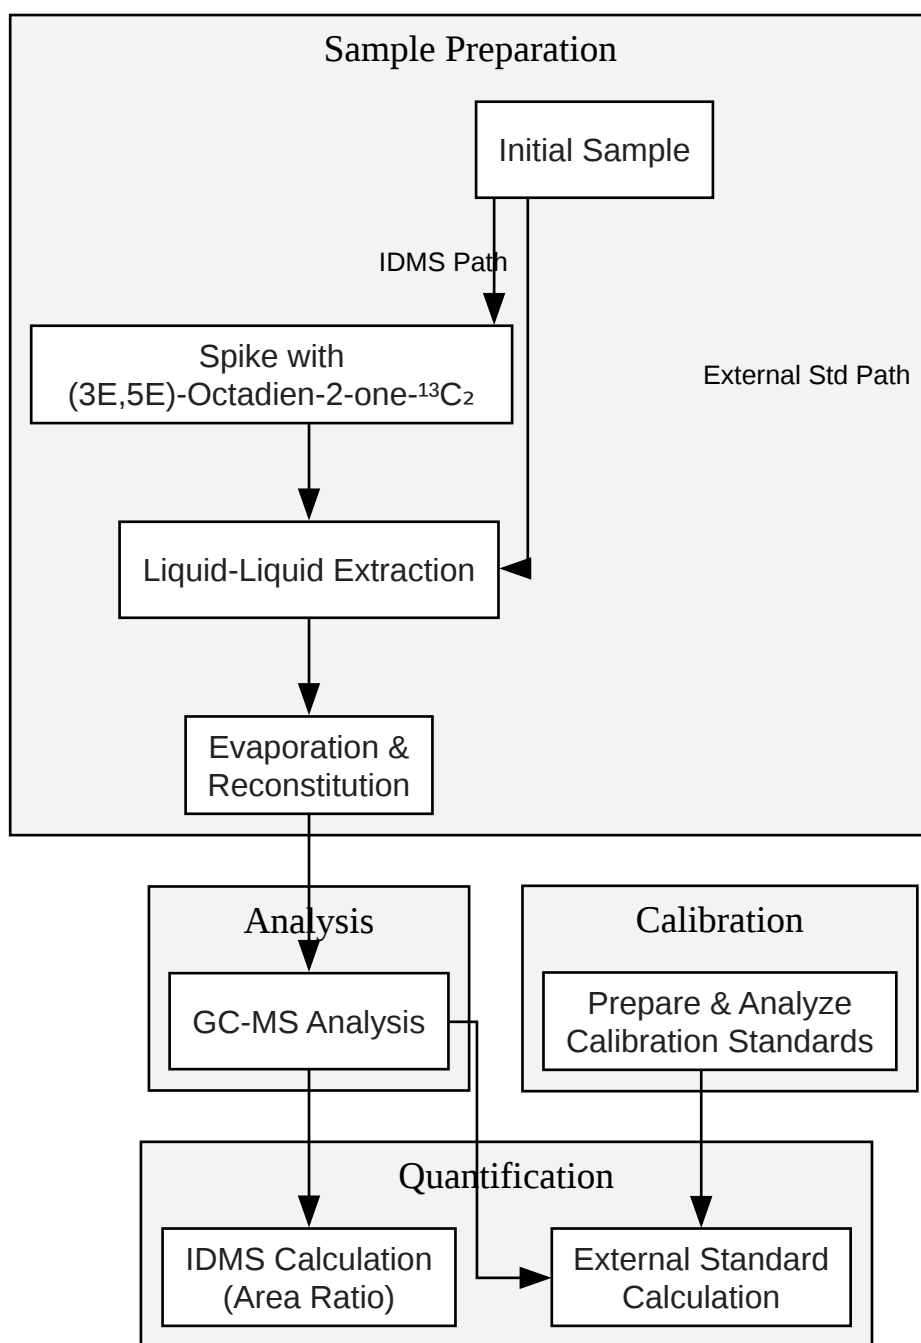 Sample Preparation
Initial Sample
IDMS Path
Spike with
(3E,5E)-Octadien-2-one-¹³C₂
External Std Path
Liquid-Liquid Extraction
Evaporation &
Reconstitution
Analysis
Calibration
GC-MS Analysis
Prepare & Analyze
Calibration Standards
Quantification
IDMS Calculation
(Area Ratio)
External Standard
Calculation